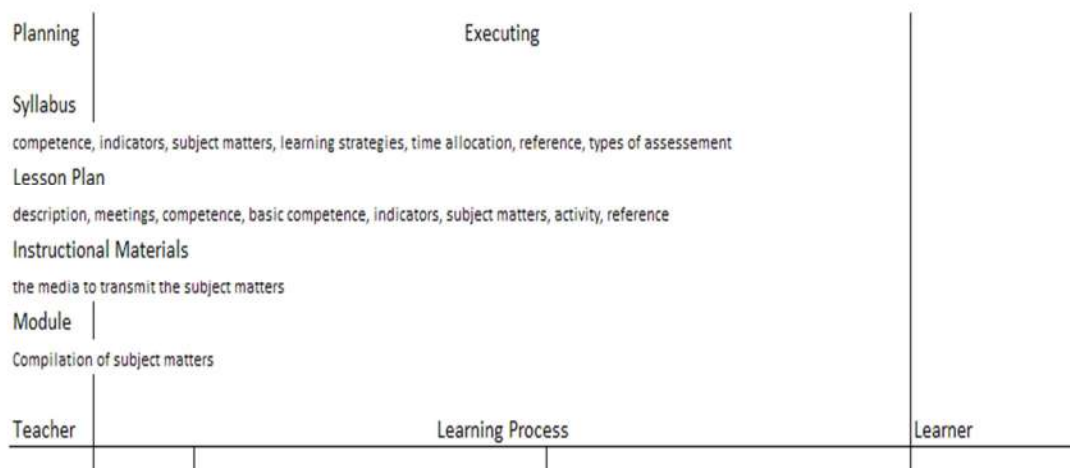 Planning Executing
Syllabus
competence, indicators, subject matters, learning strategies, time allocation, reference, types of assessement
Lesson Plan
description, meetings, competence, basic competence, indicators, subject matters, activity, reference
Instructional Materials
the media to transmit the subject matters
Module
Compilation of subject matters
Teacher Learning Process Learner